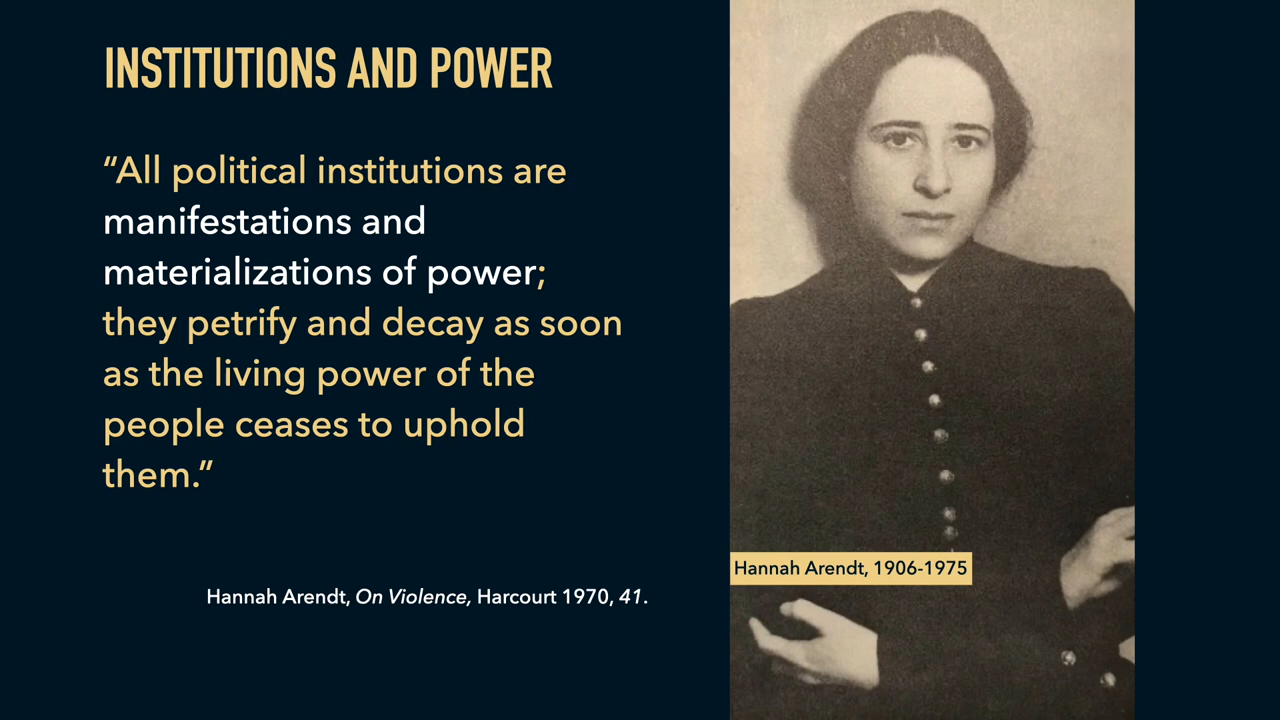 INSTITUTIONS AND POWER
“All political institutions are
manifestations and
materializations of power;
they petrify and decay as soon
as the living power of the
people ceases to uphold
them.”
Hannah Arendt, 1906-1975
Hannah Arendt, On Violence, Harcourt 1970, 41.